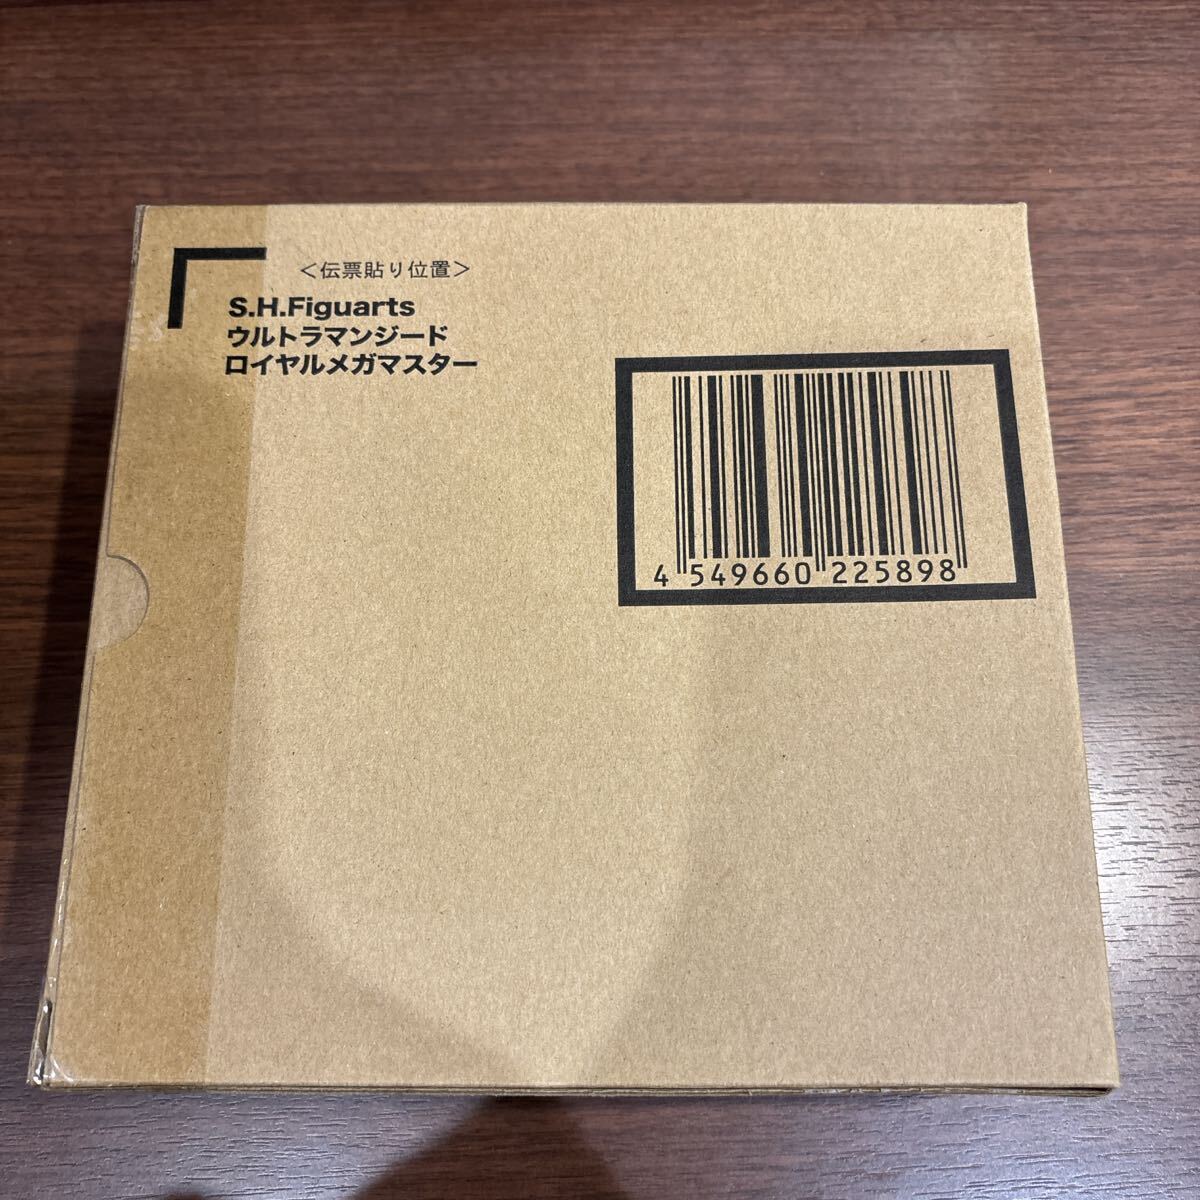 ＜伝票貼り位置＞
S.H.Figuarts
ウルトラマンジード
ロイヤルメガマスター
4 549660 225898